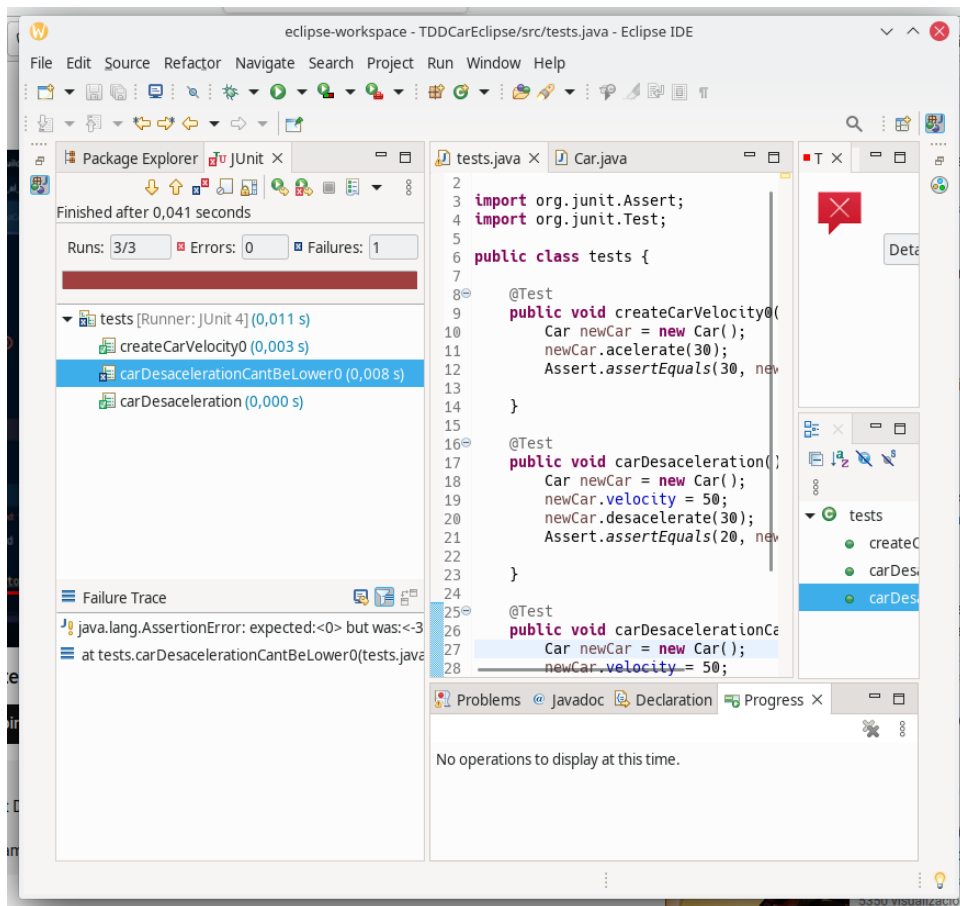 eclipse-workspace - TDDCarEclipse/src/tests.java - Eclipse IDE
File Edit Source Refactor Navigate Search Project Run Window Help
Package Explorer JUnit
Finished after 0,041 seconds
Runs: 3/3 Errors: 0 Failures: 1
tests [Runner: JUnit 4] (0,011 s)
createCarVelocity0 (0,003 s)
carDesacelerationCantBeLower0 (0,008 s)
carDesaceleration (0,000 s)
Failure Trace
java.lang.AssertionError: expected:<0> but was:<-3
at tests.carDesacelerationCantBeLower0(tests.java
tests.java Car.java
2
3 import org.junit.Assert;
4 import org.junit.Test;
5
6 public class tests {
7
8 @Test
9 public void createCarVelocity0(
10 Car newCar = new Car();
11 newCar.acelerate(30);
12 Assert.assertEquals(30, new
13
14 }
15
16 @Test
17 public void carDesaceleration()
18 Car newCar = new Car();
19 newCar.velocity = 50;
20 newCar.desacelerate(30);
21 Assert.assertEquals(20, new
22
23 }
24
25 @Test
26 public void carDesacelerationCa
27 Car newCar = new Car();
28 newCar.velocity = 50;
T
Deta
tests
createC
carDesa
carDesa
Problems Javadoc Declaration Progress
No operations to display at this time.